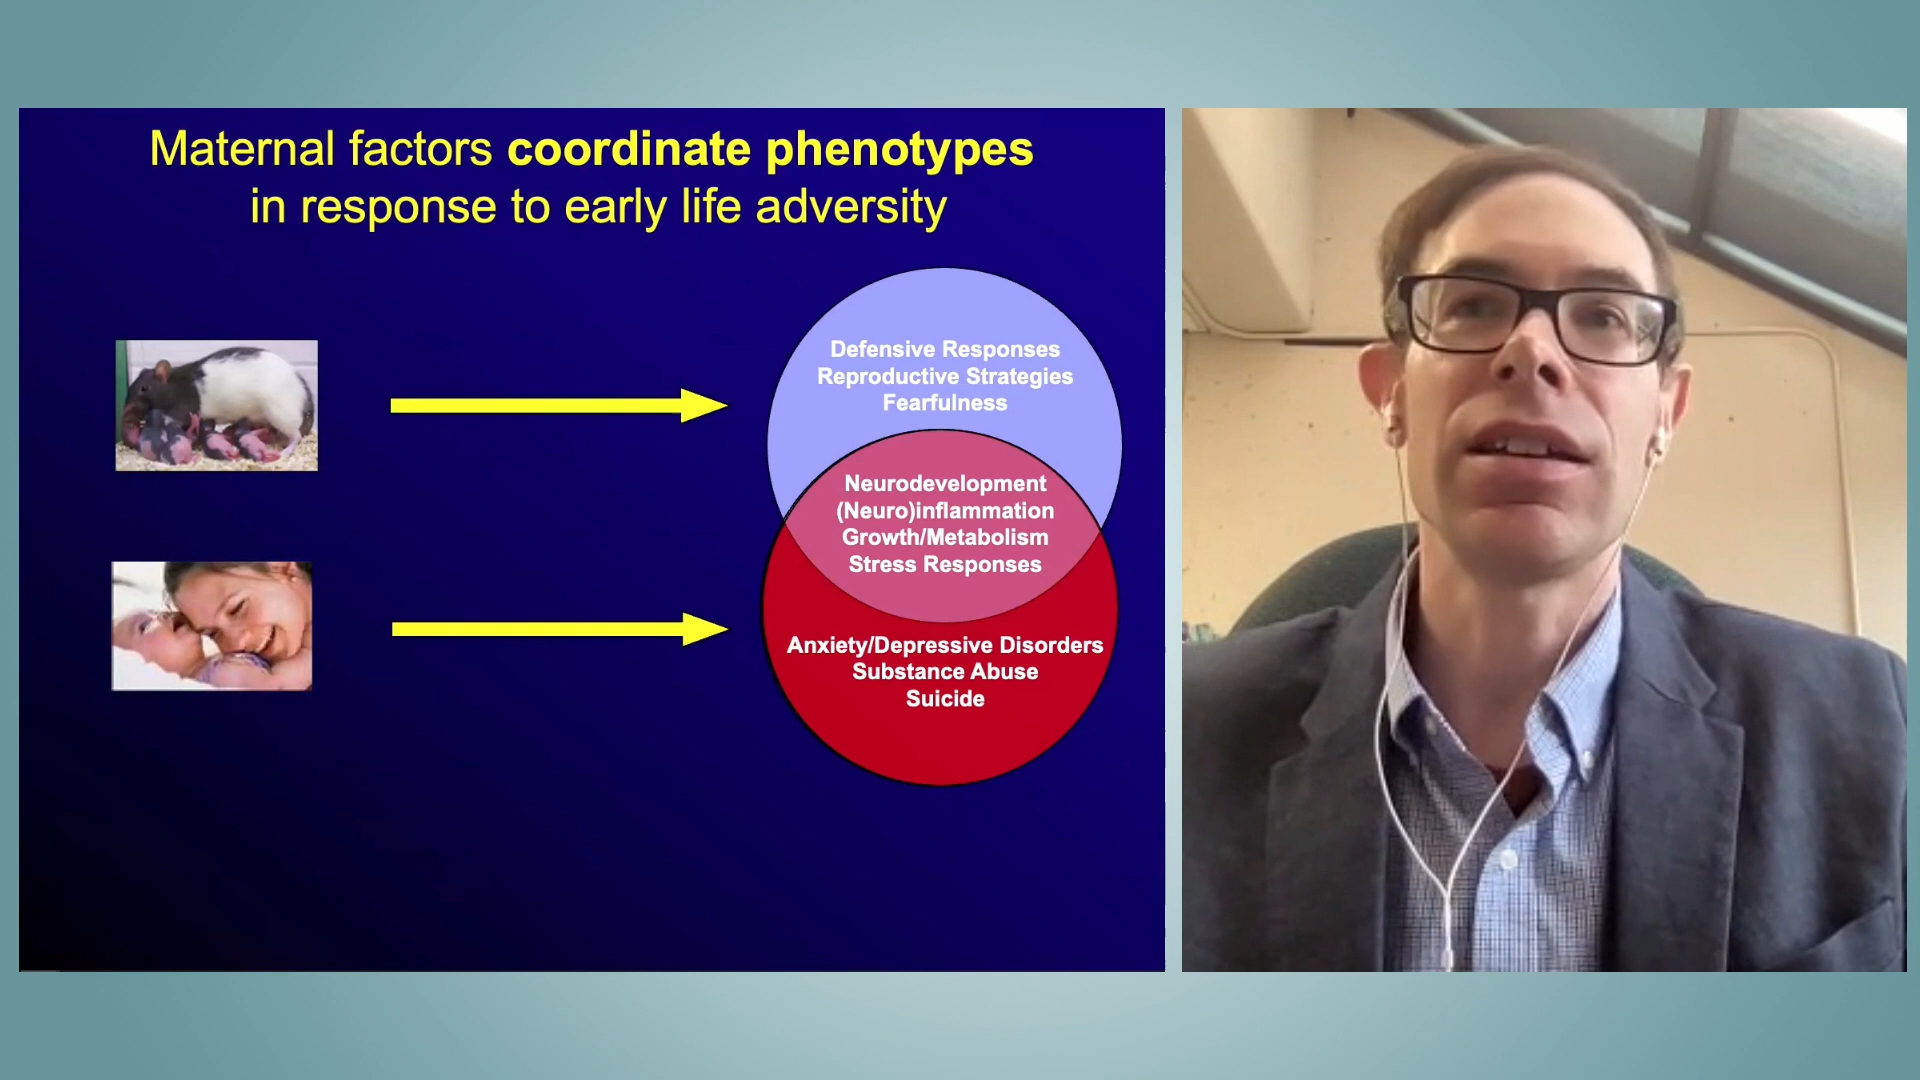 Maternal factors coordinate phenotypes
in response to early life adversity
Defensive Responses
Reproductive Strategies
Fearfulness
Neurodevelopment
(Neuro)inflammation
Growth/Metabolism
Stress Responses
Anxiety/Depressive Disorders
Substance Abuse
Suicide